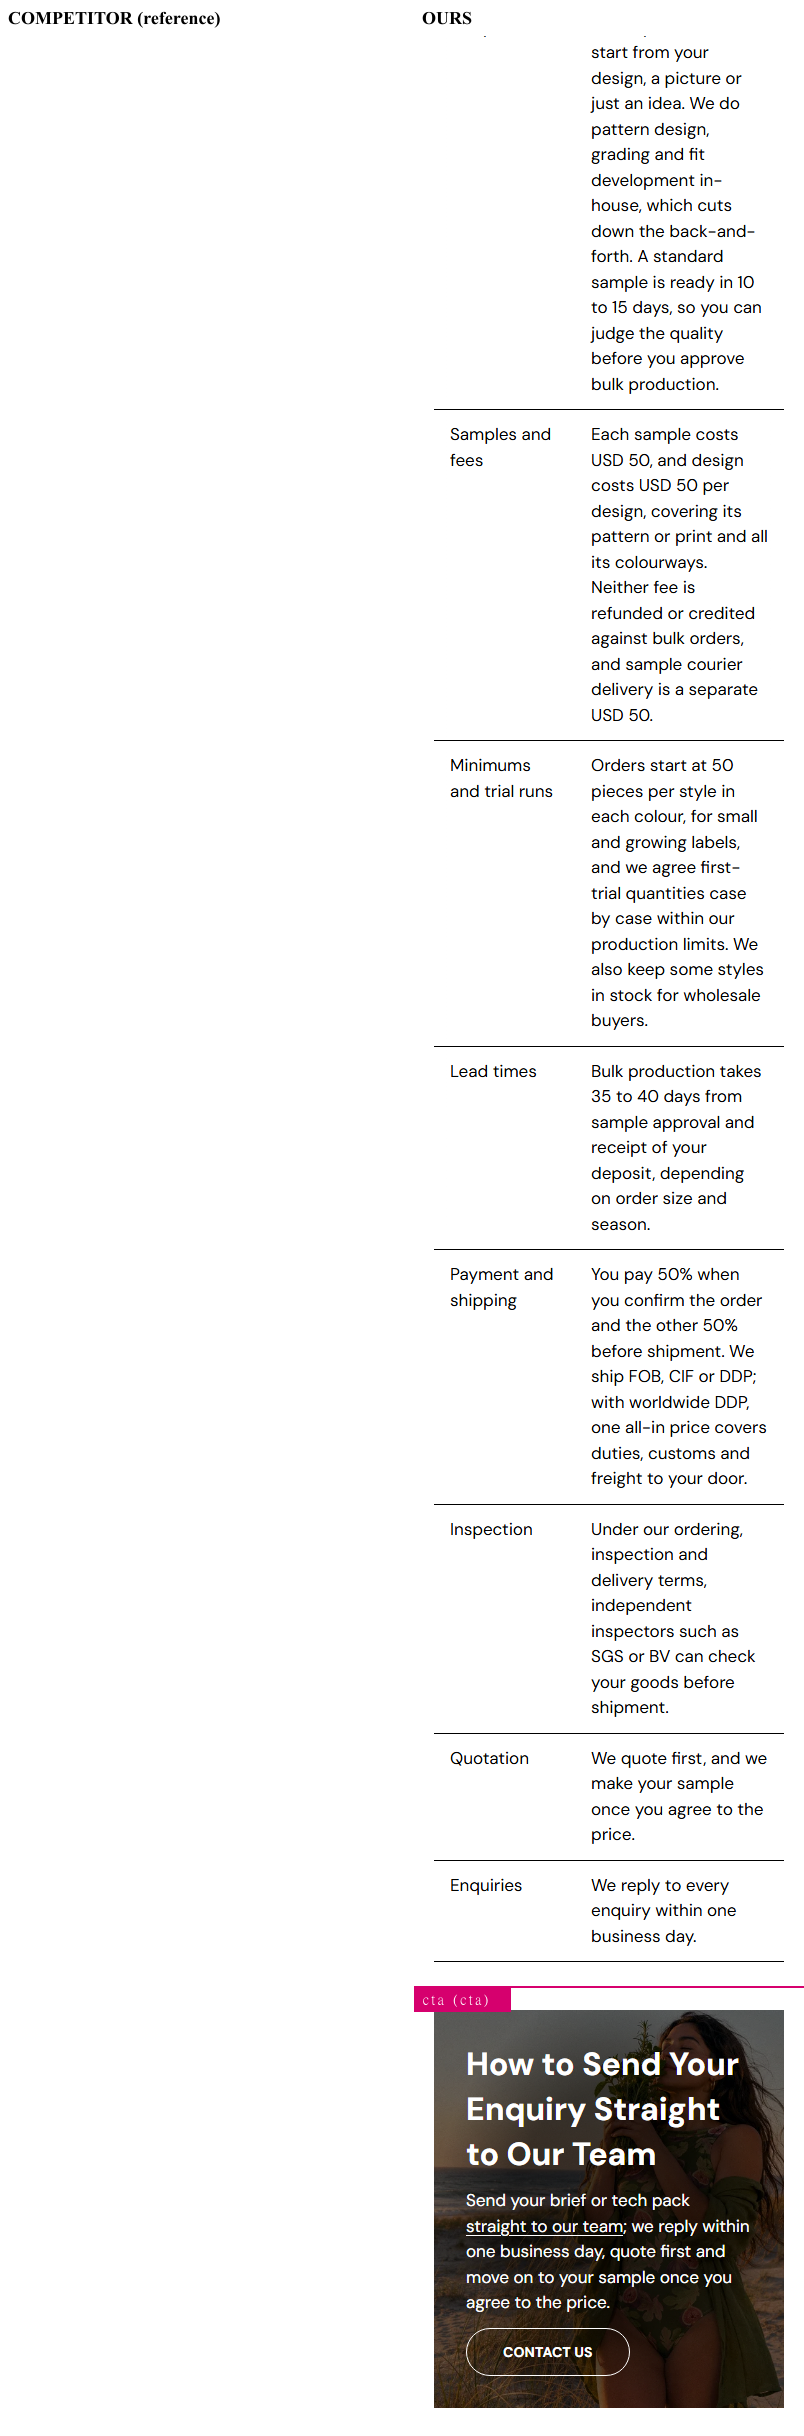 COMPETITOR (reference)
OURS
start from your
design, a picture or
just an idea. We do
pattern design,
grading and fit
development in-
house, which cuts
down the back-and-
forth. A standard
sample is ready in 10
to 15 days, so you can
judge the quality
before you approve
bulk production.
Samples and
fees
Each sample costs
USD 50, and design
costs USD 50 per
design, covering its
pattern or print and all
its colourways.
Neither fee is
refunded or credited
against bulk orders,
and sample courier
delivery is a separate
USD 50.
Minimums
and trial runs
Orders start at 50
pieces per style in
each colour, for small
and growing labels,
and we agree first-
trial quantities case
by case within our
production limits. We
also keep some styles
in stock for wholesale
buyers.
Lead times
Bulk production takes
35 to 40 days from
sample approval and
receipt of your
deposit, depending
on order size and
season.
Payment and
shipping
You pay 50% when
you confirm the order
and the other 50%
before shipment. We
ship FOB, CIF or DDP;
with worldwide DDP,
one all-in price covers
duties, customs and
freight to your door.
Inspection
Under our ordering,
inspection and
delivery terms,
independent
inspectors such as
SGS or BV can check
your goods before
shipment.
Quotation
We quote first, and we
make your sample
once you agree to the
price.
Enquiries
We reply to every
enquiry within one
business day.
cta (cta)
How to Send Your
Enquiry Straight
to Our Team
Send your brief or tech pack
straight to our team; we reply within
one business day, quote first and
move on to your sample once you
agree to the price.
CONTACT US